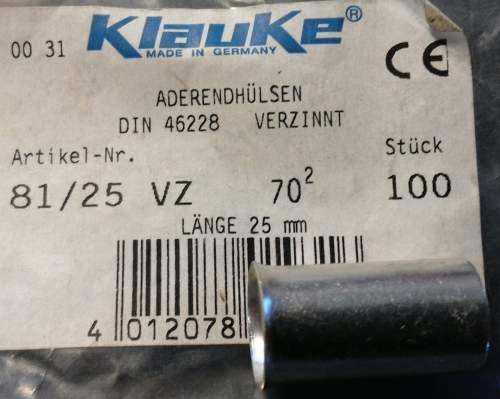 00 31 Klauke®
MADE IN GERMANY
CE
ADERENDHÜLSEN
DIN 46228 VERZINNT
Artikel-Nr. Stück
81/25 VZ 70² 100
LÄNGE 25 mm
4 012078